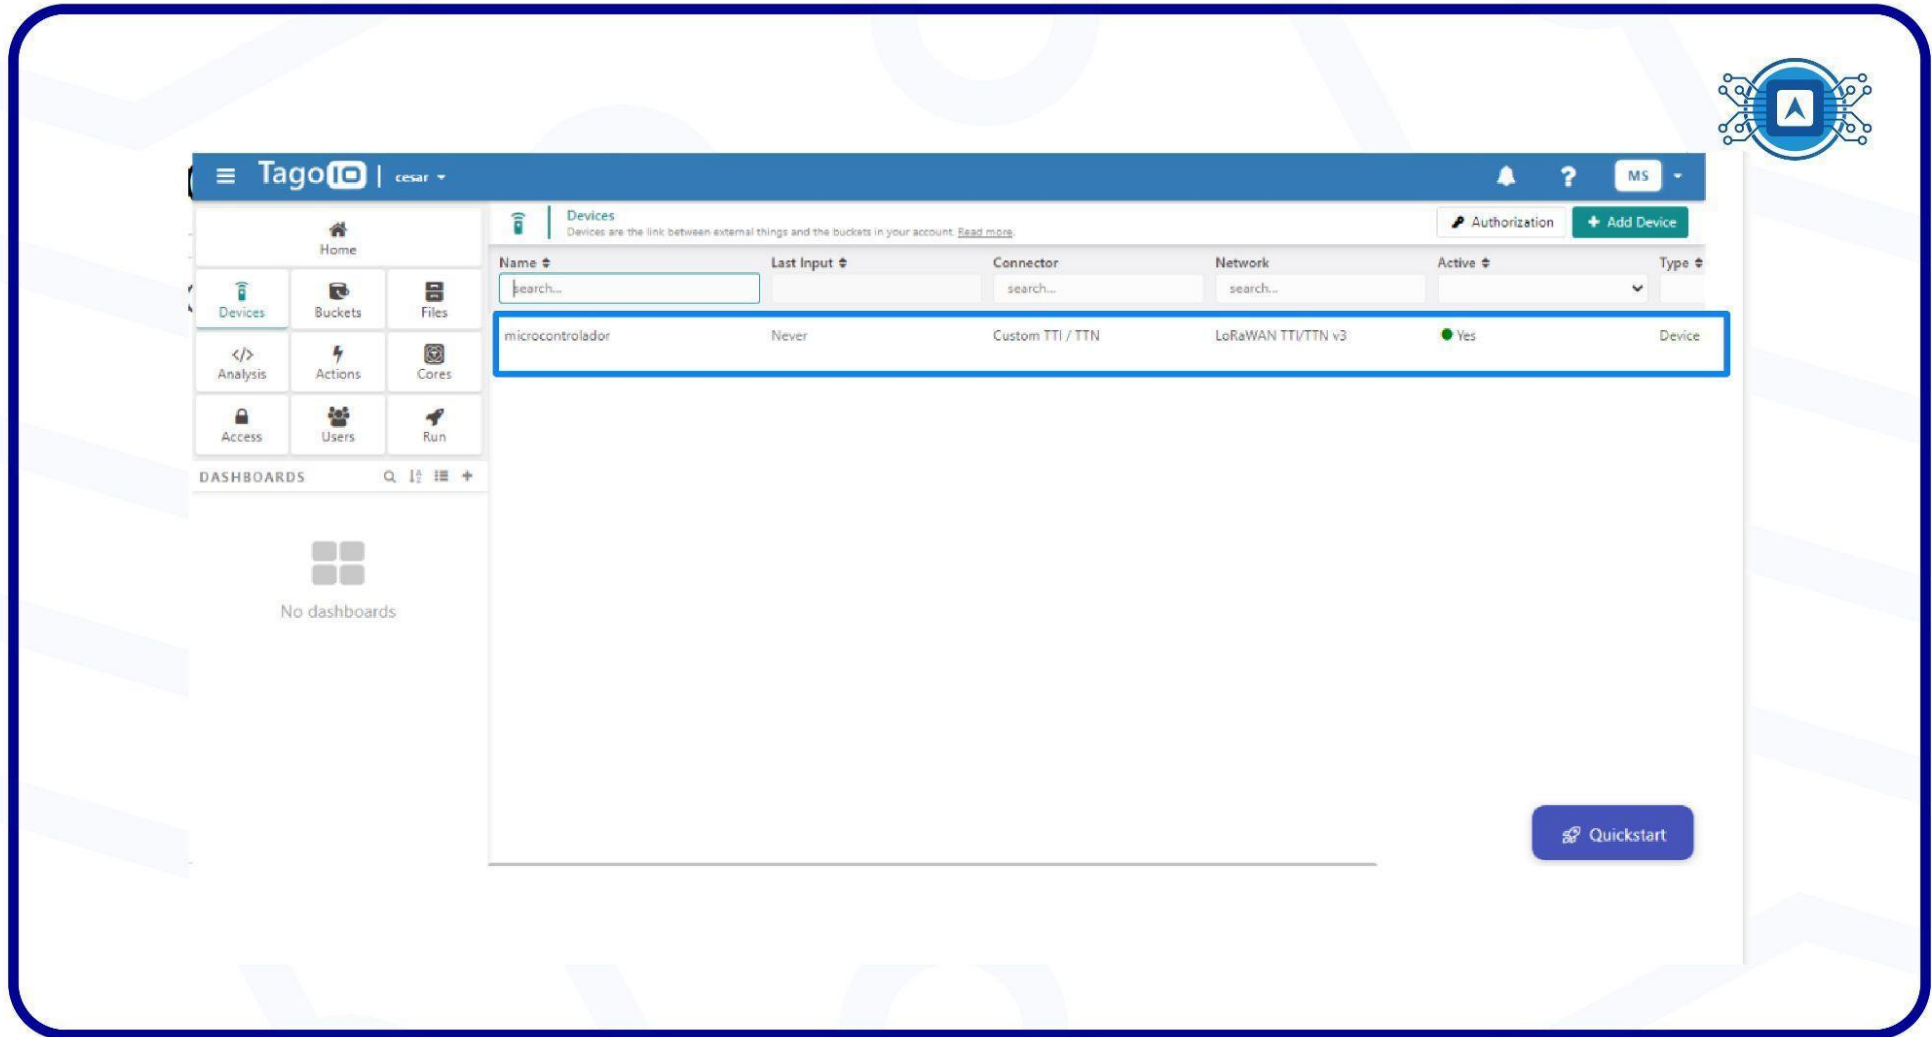 TagoIO | cesar
MS
Home
Devices
Buckets
Files
Analysis
Actions
Cores
Access
Users
Run
DASHBOARDS
No dashboards
Devices
Devices are the link between external things and the buckets in your account. Read more.
Authorization
+ Add Device
Name Last Input Connector Network Active Type
search... search... search...
microcontrolador Never Custom TTI / TTN LoRaWAN TTI/TTN v3 Yes Device
Quickstart